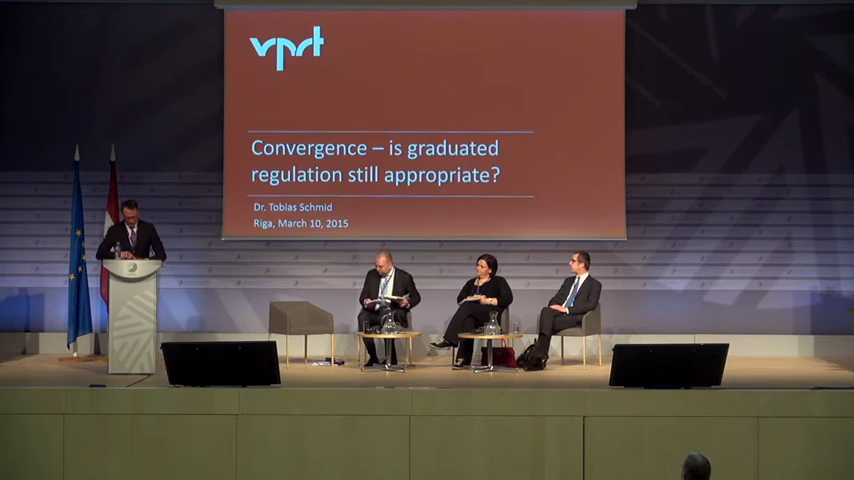 vprt
Convergence – is graduated
regulation still appropriate?
Dr. Tobias Schmid
Riga, March 10, 2015